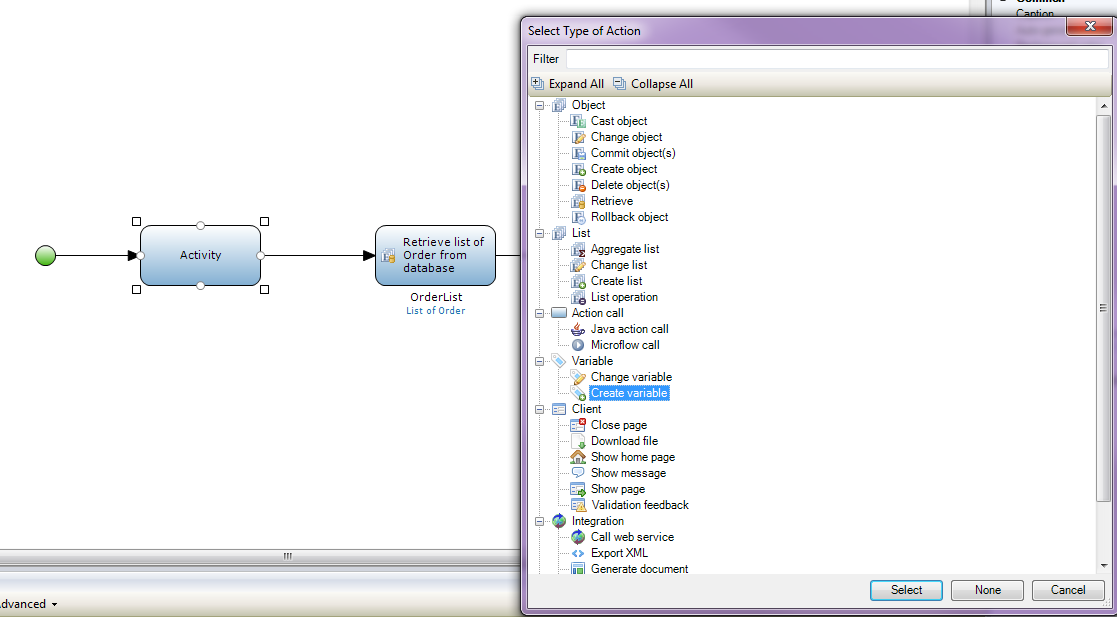 Activity
Retrieve list of
Order from
database
OrderList
List of Order
dvanced
Common
Caption
Select Type of Action
Filter
Expand All
Collapse All
Object
Cast object
Change object
Commit object(s)
Create object
Delete object(s)
Retrieve
Rollback object
List
Aggregate list
Change list
Create list
List operation
Action call
Java action call
Microflow call
Variable
Change variable
Create variable
Client
Close page
Download file
Show home page
Show message
Show page
Validation feedback
Integration
Call web service
Export XML
Generate document
Select
None
Cancel